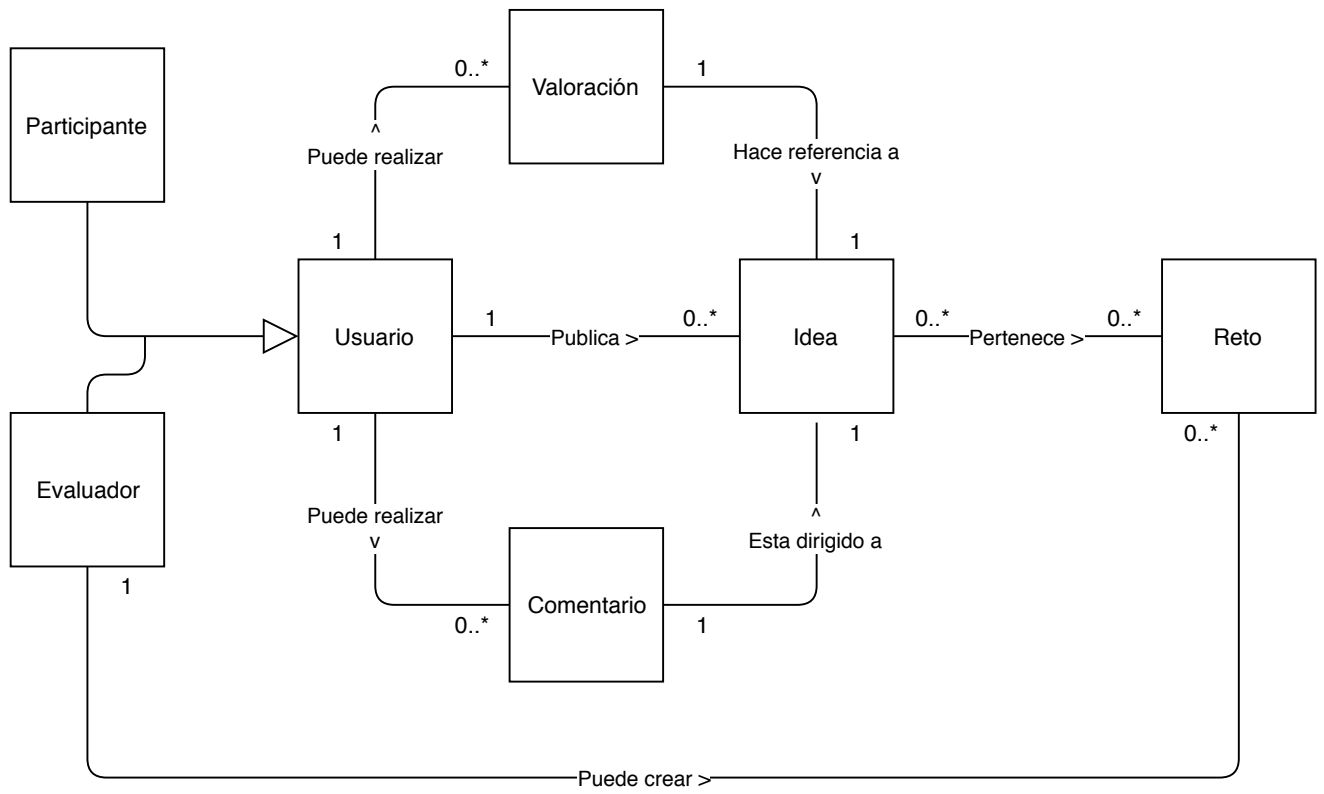 Participante
0..*
Valoración
1
Puede realizar
^
Hace referencia a
v
1
1
Usuario
1
Publica >
0..*
Idea
0..*
Pertenece >
0..*
Reto
1
1
0..*
Evaluador
1
Puede realizar
v
^
Esta dirigido a
0..*
Comentario
1
Puede crear >